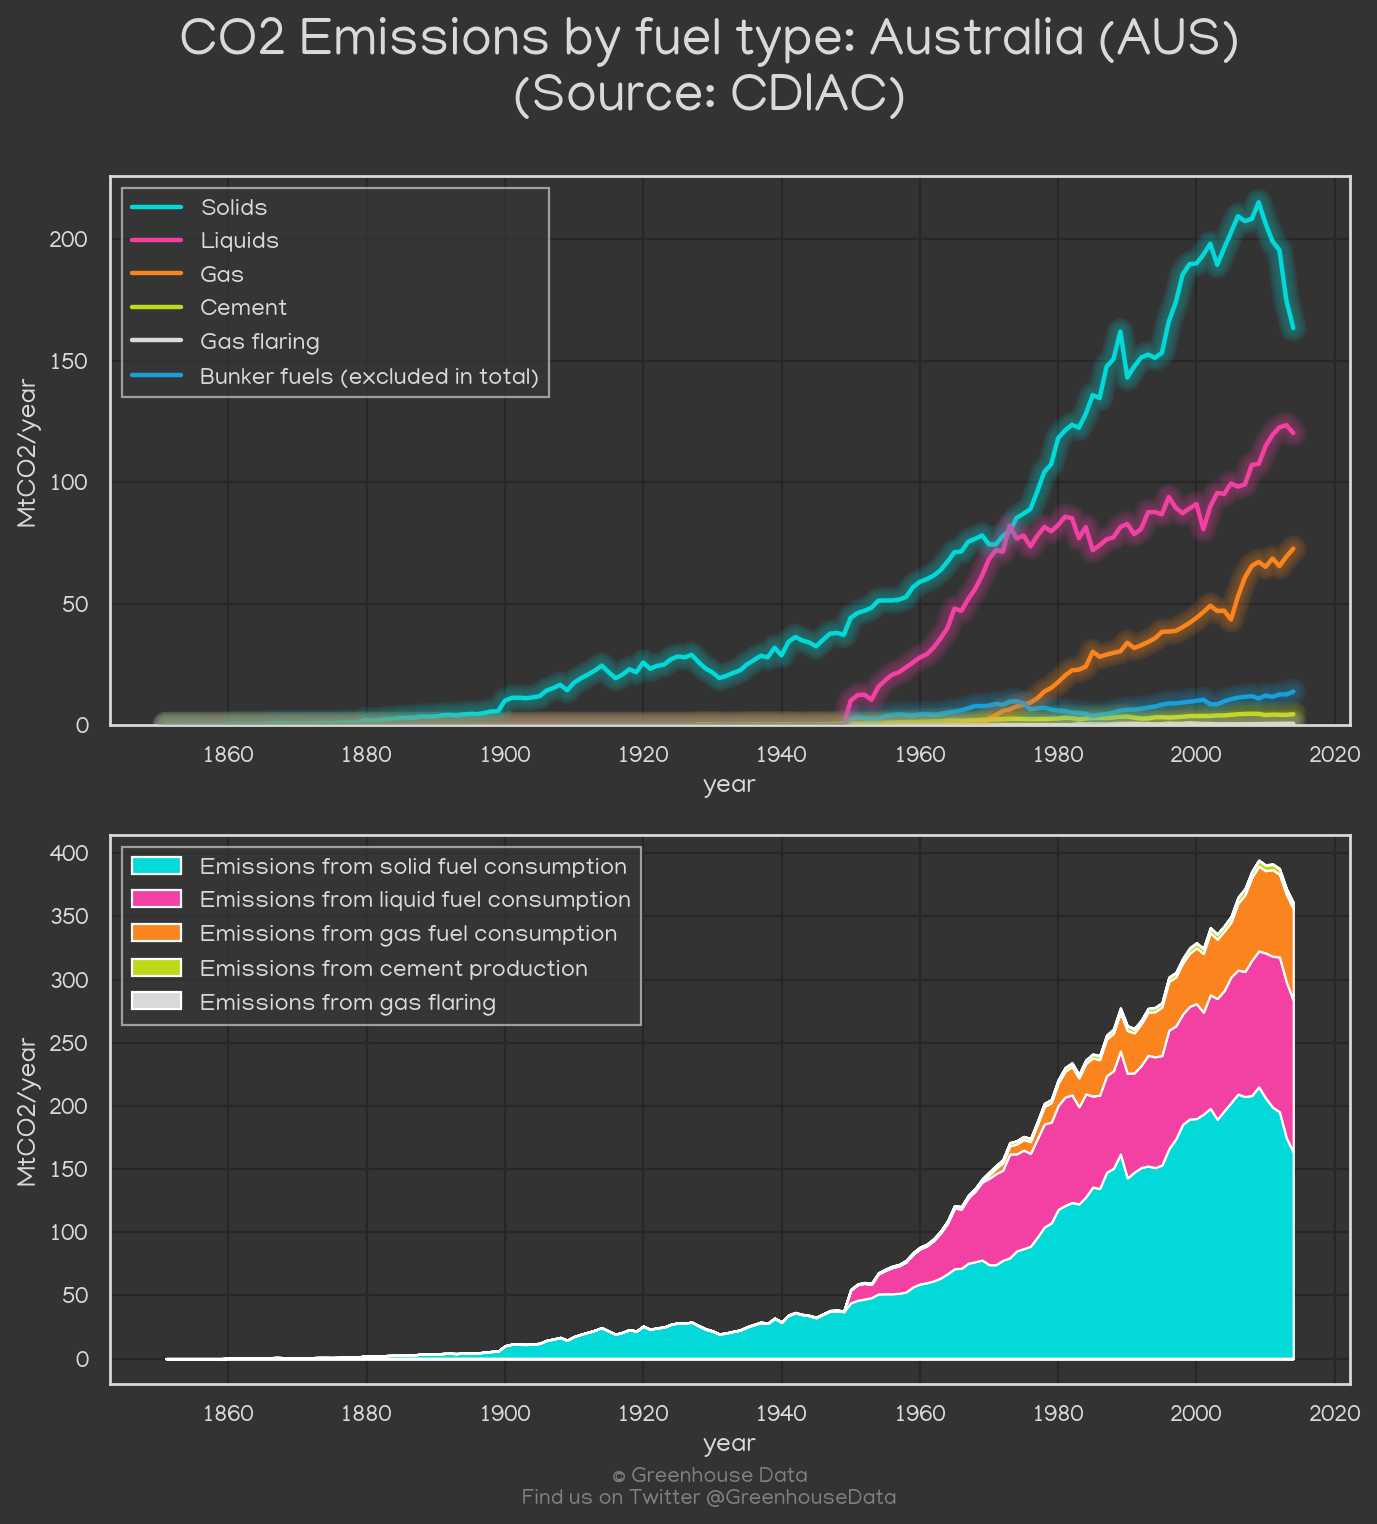 CO2 Emissions by fuel type: Australia (AUS)
(Source: CDIAC)
Solids
Liquids
Gas
Cement
Gas flaring
Bunker fuels (excluded in total)
MtCO2/year
200
150
100
50
0
1860 1880 1900 1920 1940 1960 1980 2000 2020
year
Emissions from solid fuel consumption
Emissions from liquid fuel consumption
Emissions from gas fuel consumption
Emissions from cement production
Emissions from gas flaring
MtCO2/year
400
350
300
250
200
150
100
50
0
1860 1880 1900 1920 1940 1960 1980 2000 2020
year
© Greenhouse Data
Find us on Twitter @GreenhouseData